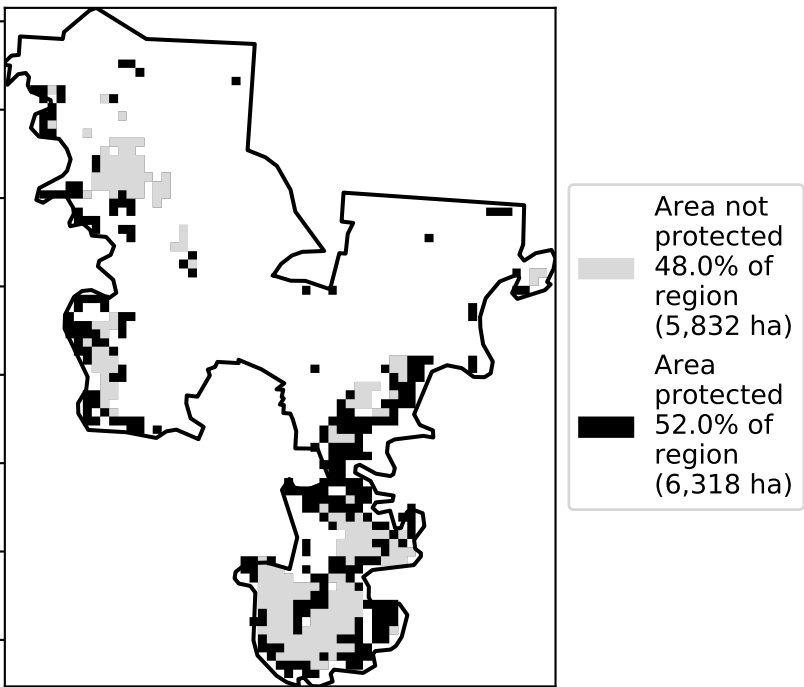 Area not
protected
48.0% of
region
(5,832 ha)
Area
protected
52.0% of
region
(6,318 ha)